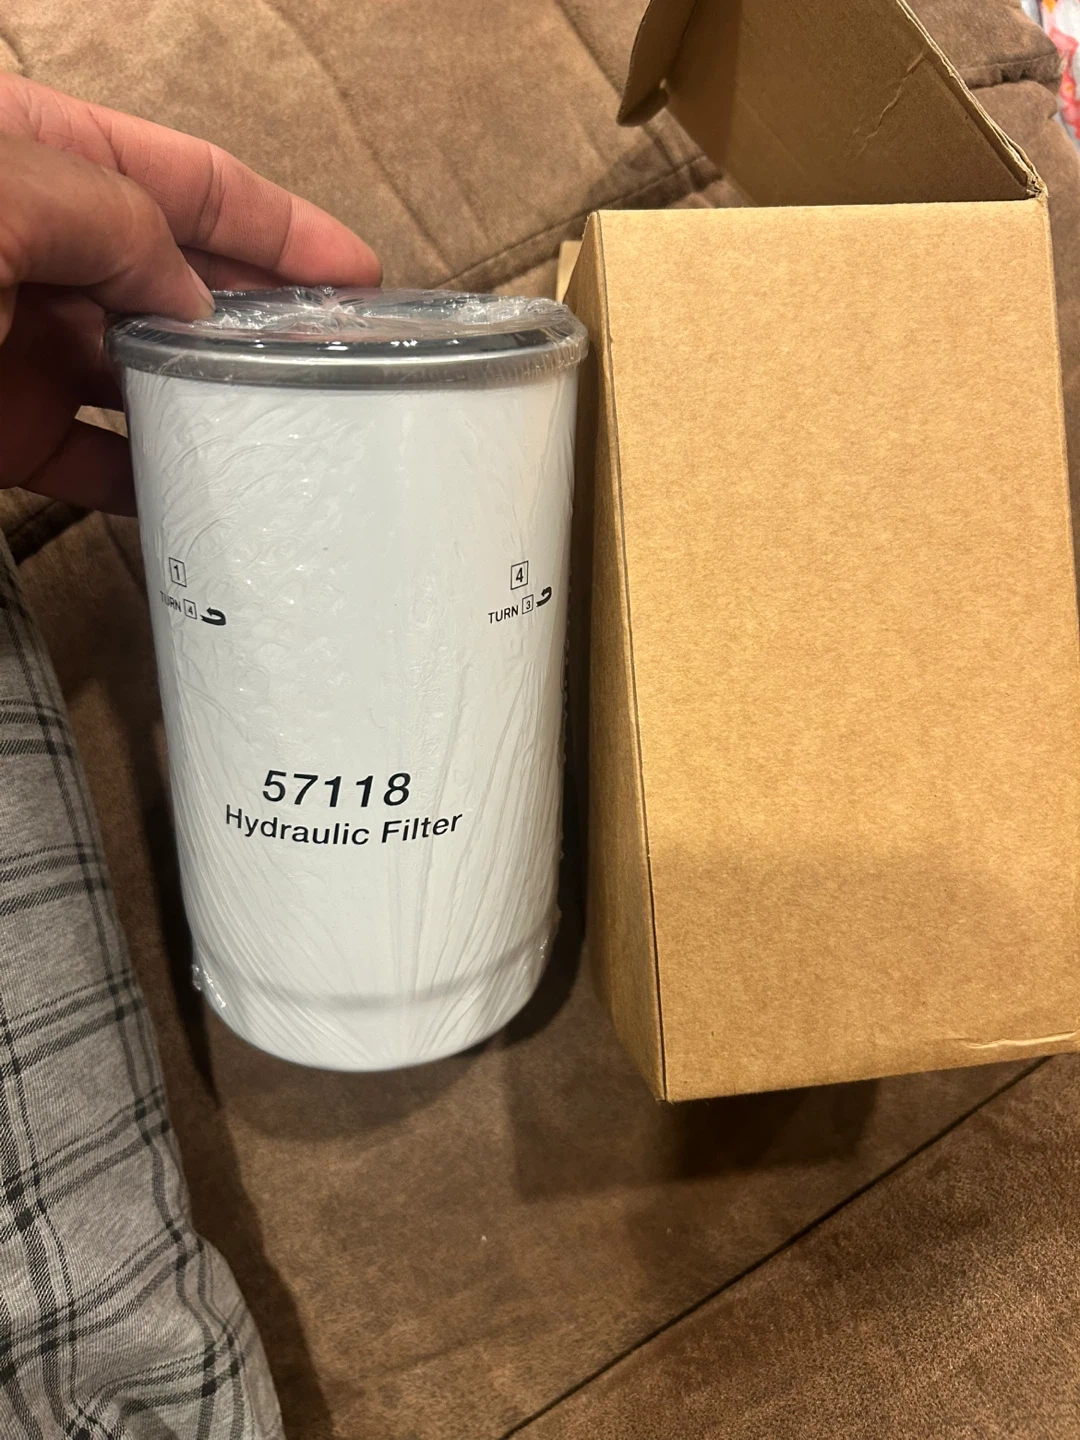 1
TURN 4
4
TURN 3
57118
Hydraulic Filter